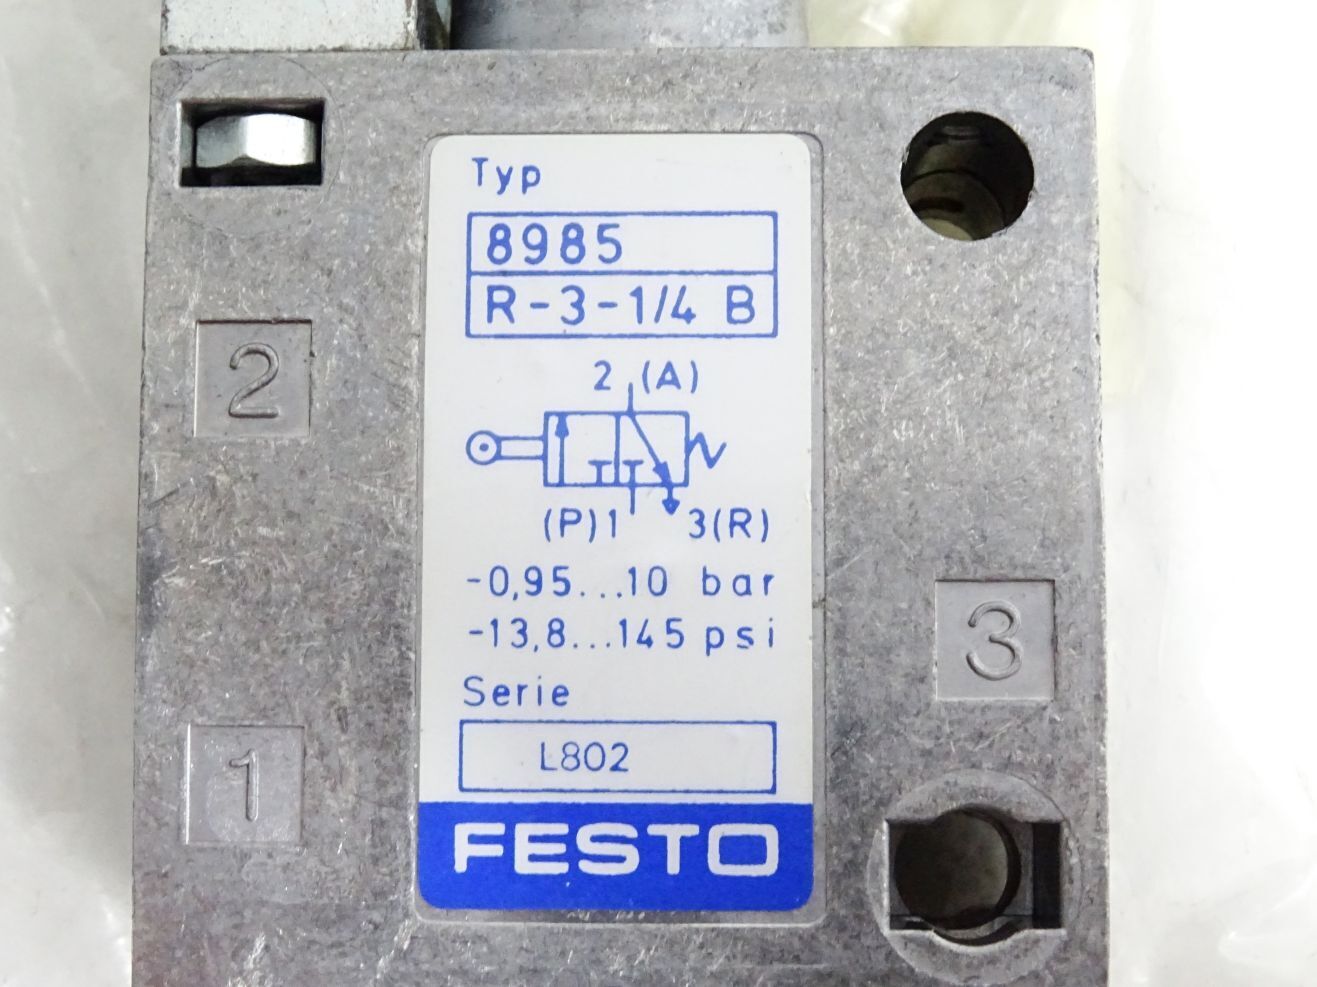 Typ
8985
R-3-1/4 B
2 (A)
(P)1 3(R)
-0,95...10 bar
-13,8...145 psi
Serie
L802
FESTO
2
1
3